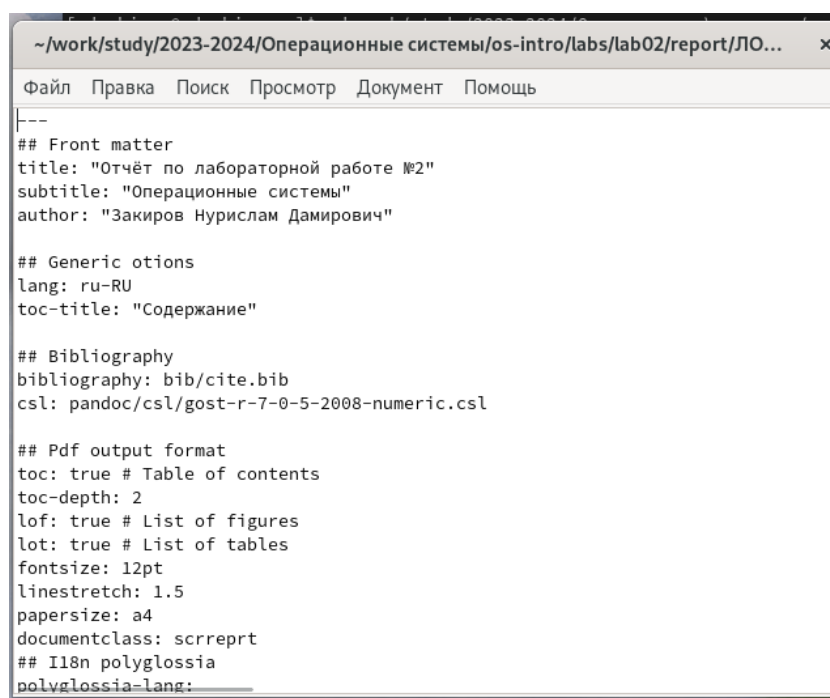 ~/work/study/2023-2024/Операционные системы/os-intro/labs/lab02/report/ЛО...
Файл Правка Поиск Просмотр Документ Помощь
---
## Front matter
title: "Отчёт по лабораторной работе №2"
subtitle: "Операционные системы"
author: "Закиров Нурислам Дамирович"
## Generic otions
lang: ru-RU
toc-title: "Содержание"
## Bibliography
bibliography: bib/cite.bib
csl: pandoc/csl/gost-r-7-0-5-2008-numeric.csl
## Pdf output format
toc: true # Table of contents
toc-depth: 2
lof: true # List of figures
lot: true # List of tables
fontsize: 12pt
linestretch: 1.5
papersize: a4
documentclass: scrreprt
## I18n polyglossia
polyglossia-lang: